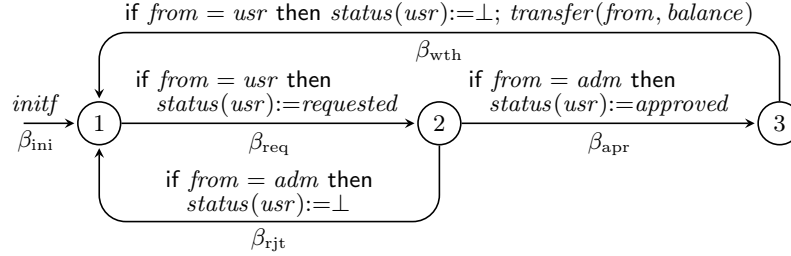 if from = usr then status(usr):=⊥; transfer(from, balance)
β_wth
if from = usr then
status(usr):=requested
if from = adm then
status(usr):=approved
initf
1
2
3
β_ini
β_req
β_apr
if from = adm then
status(usr):=⊥
β_rjt